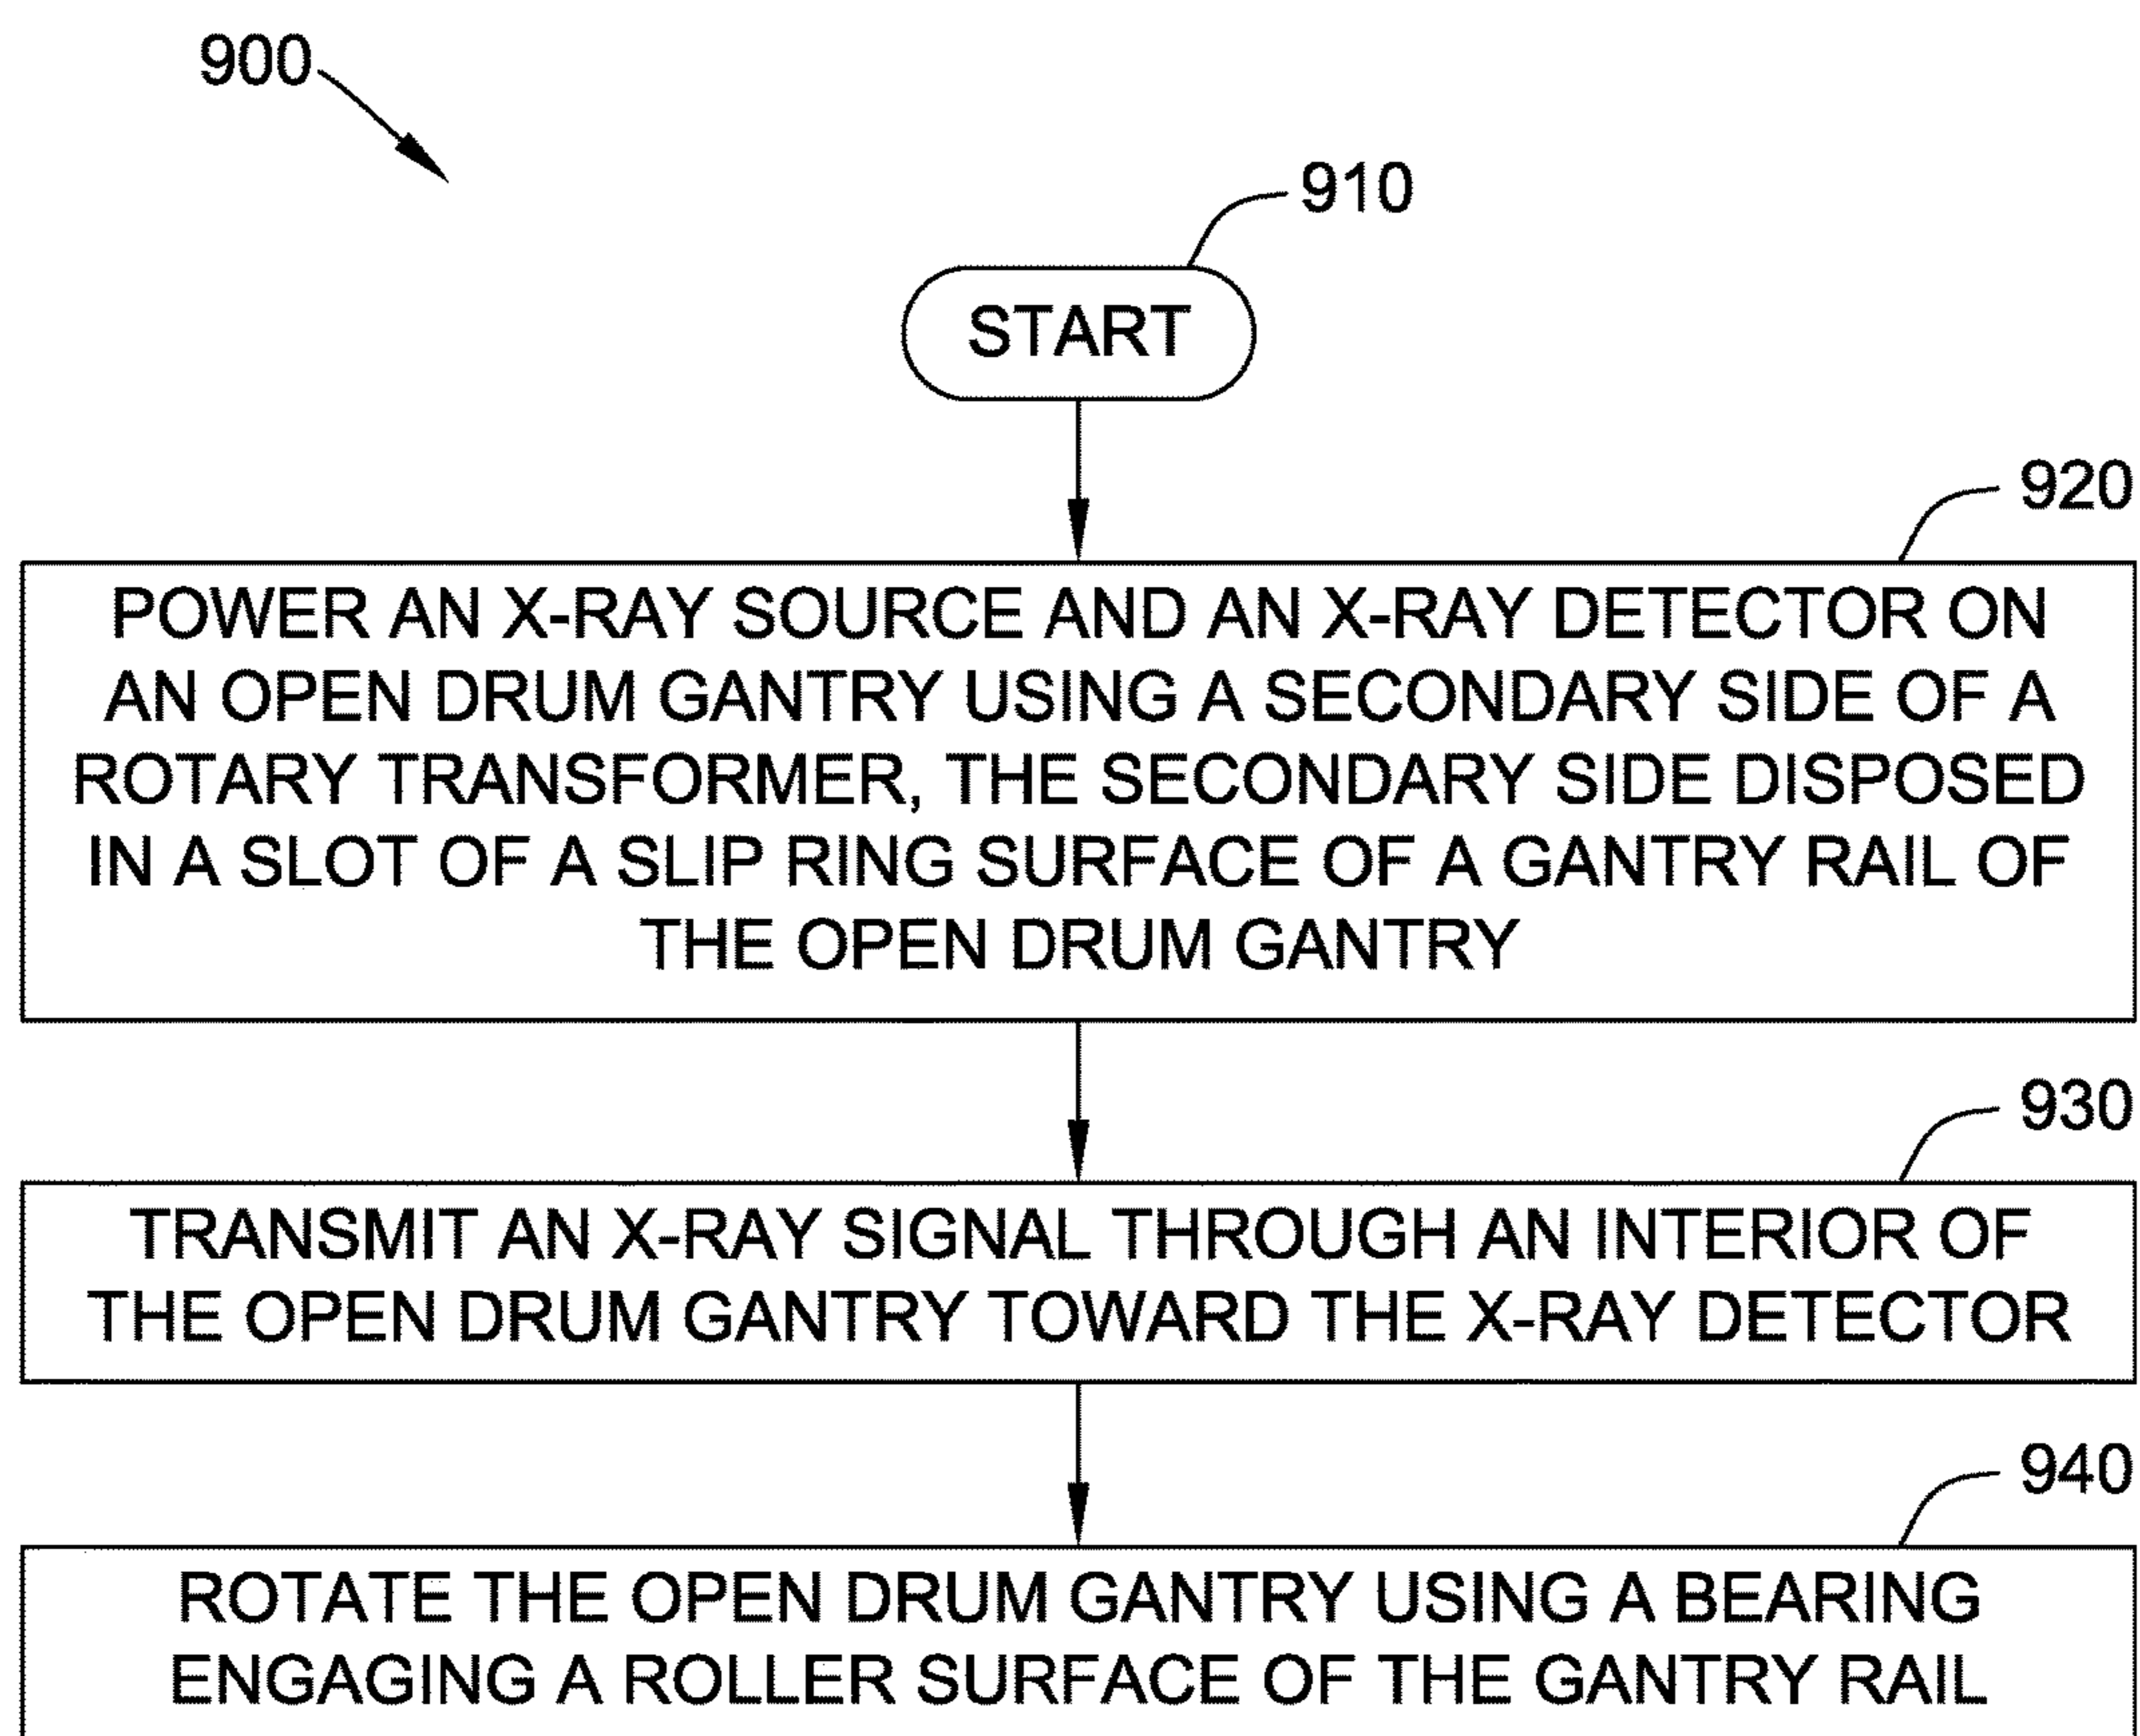 900
910
START
920
POWER AN X-RAY SOURCE AND AN X-RAY DETECTOR ON
AN OPEN DRUM GANTRY USING A SECONDARY SIDE OF A
ROTARY TRANSFORMER, THE SECONDARY SIDE DISPOSED
IN A SLOT OF A SLIP RING SURFACE OF A GANTRY RAIL OF
THE OPEN DRUM GANTRY
930
TRANSMIT AN X-RAY SIGNAL THROUGH AN INTERIOR OF
THE OPEN DRUM GANTRY TOWARD THE X-RAY DETECTOR
940
ROTATE THE OPEN DRUM GANTRY USING A BEARING
ENGAGING A ROLLER SURFACE OF THE GANTRY RAIL